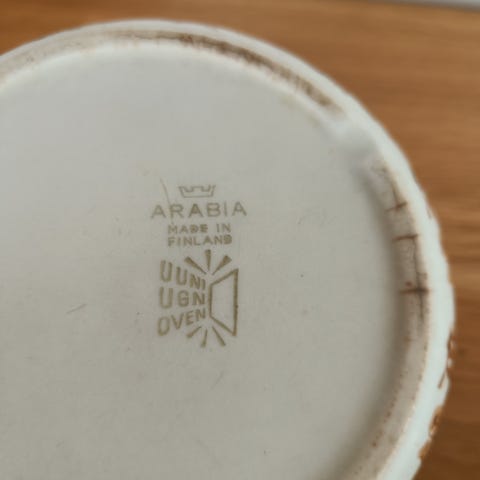 ARABIA
MADE IN
FINLAND
UUNI
UGN
OVEN